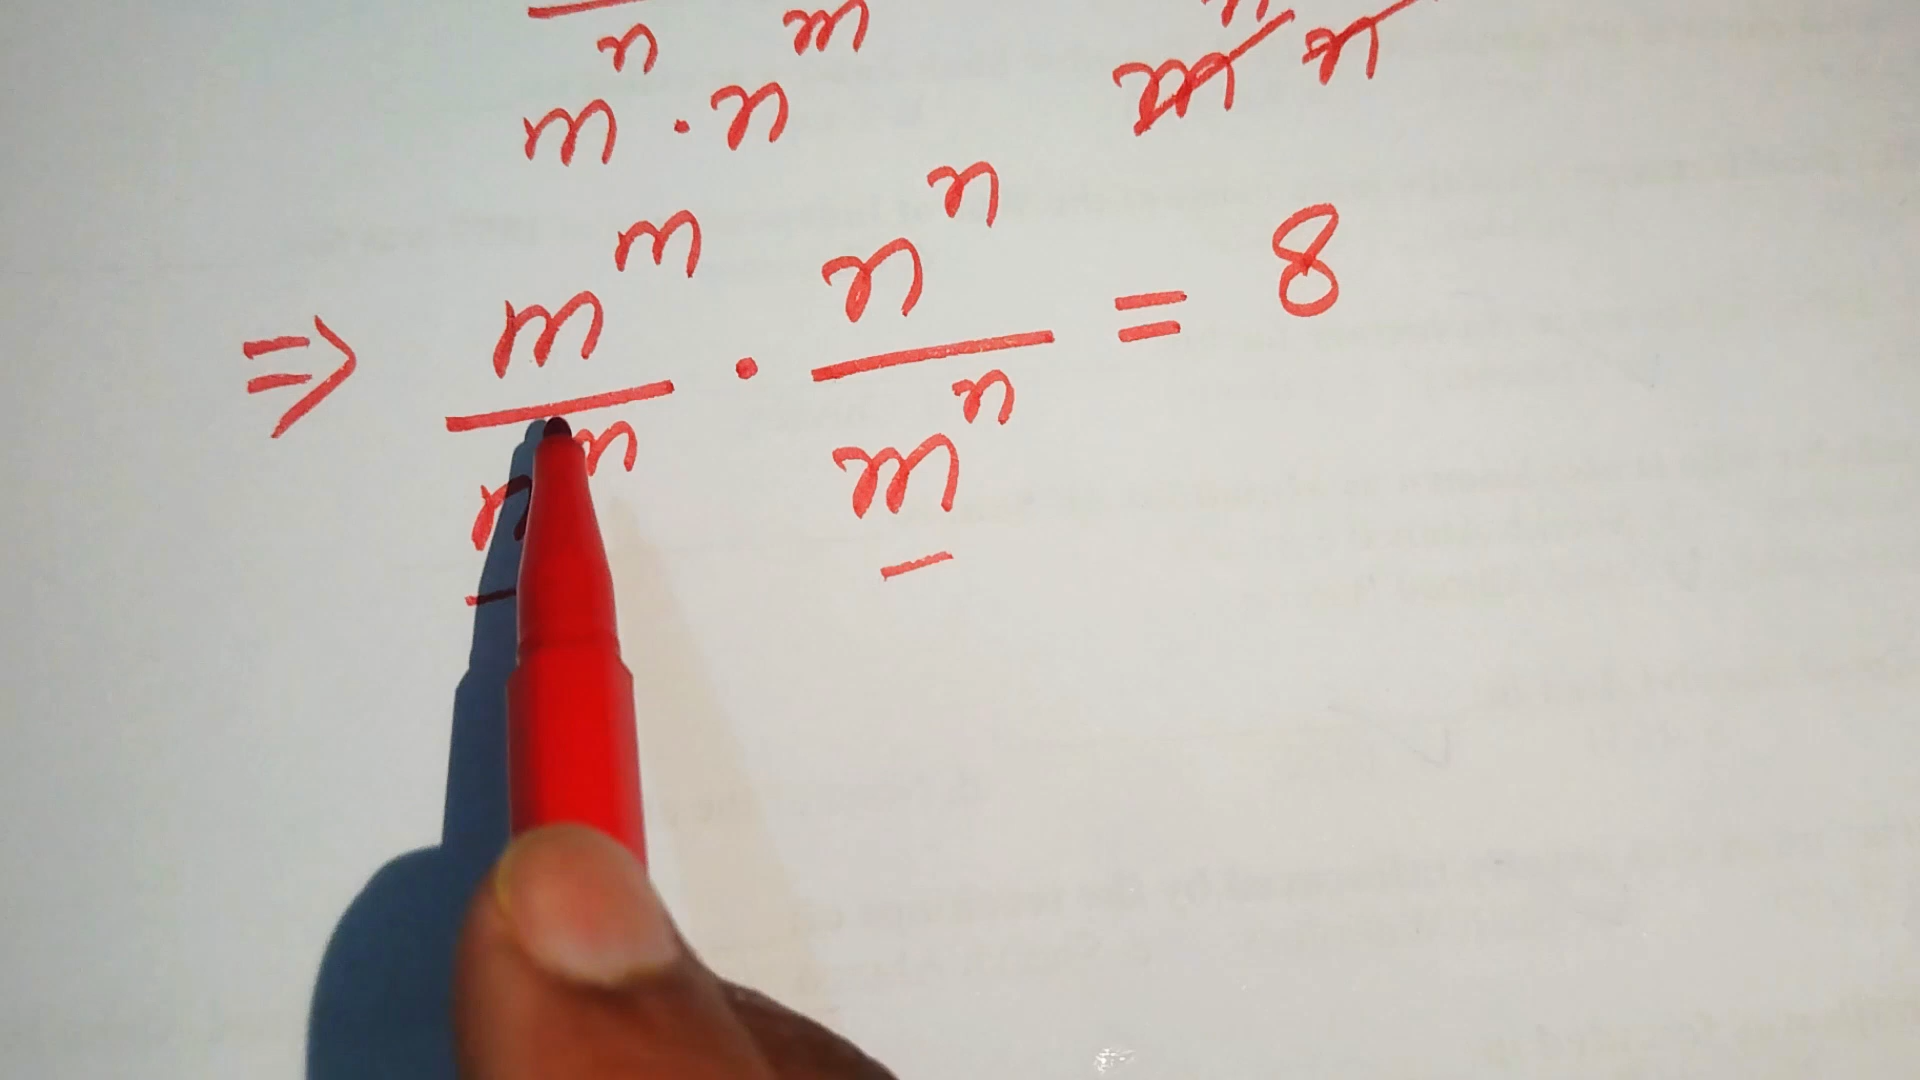 n m n
m . n m n
⇒ m^m / n^m . n^n / m^n = 8